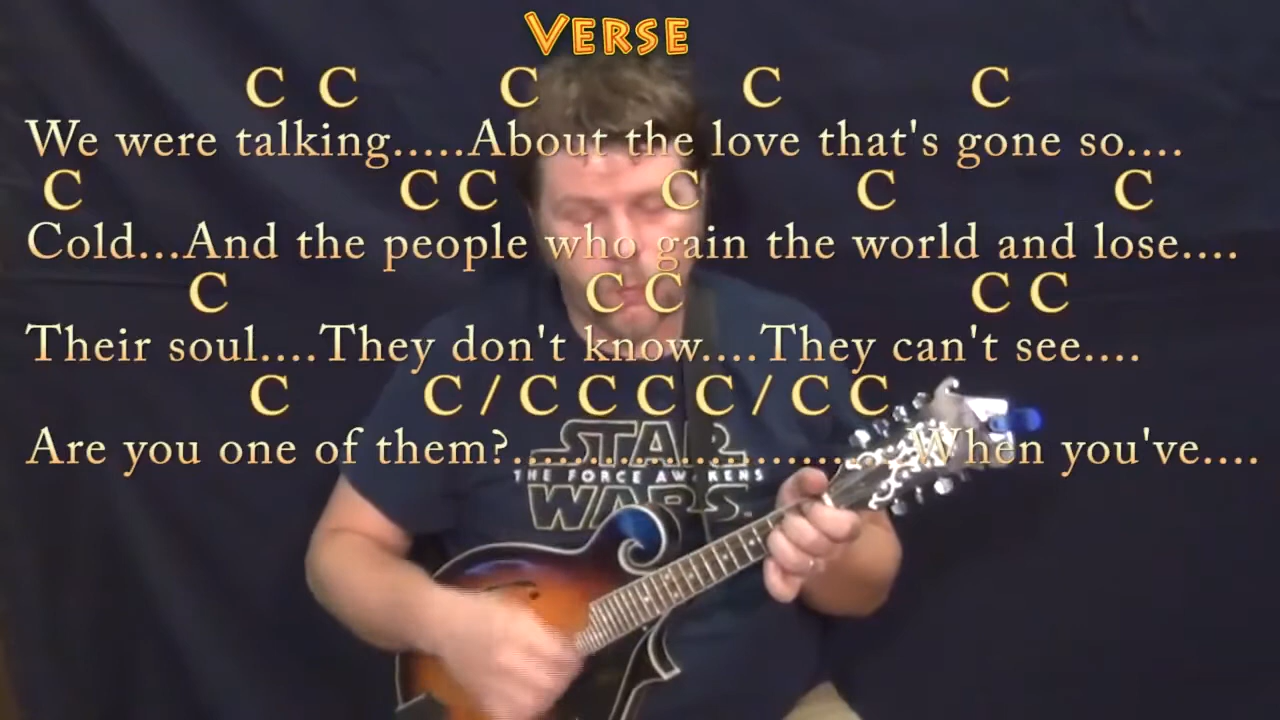 VERSE
C C C C C
We were talking.....About the love that's gone so....
C C C C C C
Cold...And the people who gain the world and lose....
C C C C C
Their soul....They don't know....They can't see....
C C / C C C C / C C
Are you one of them?.............................When you've....
STAR
THE FORCE AWAKENS
WARS